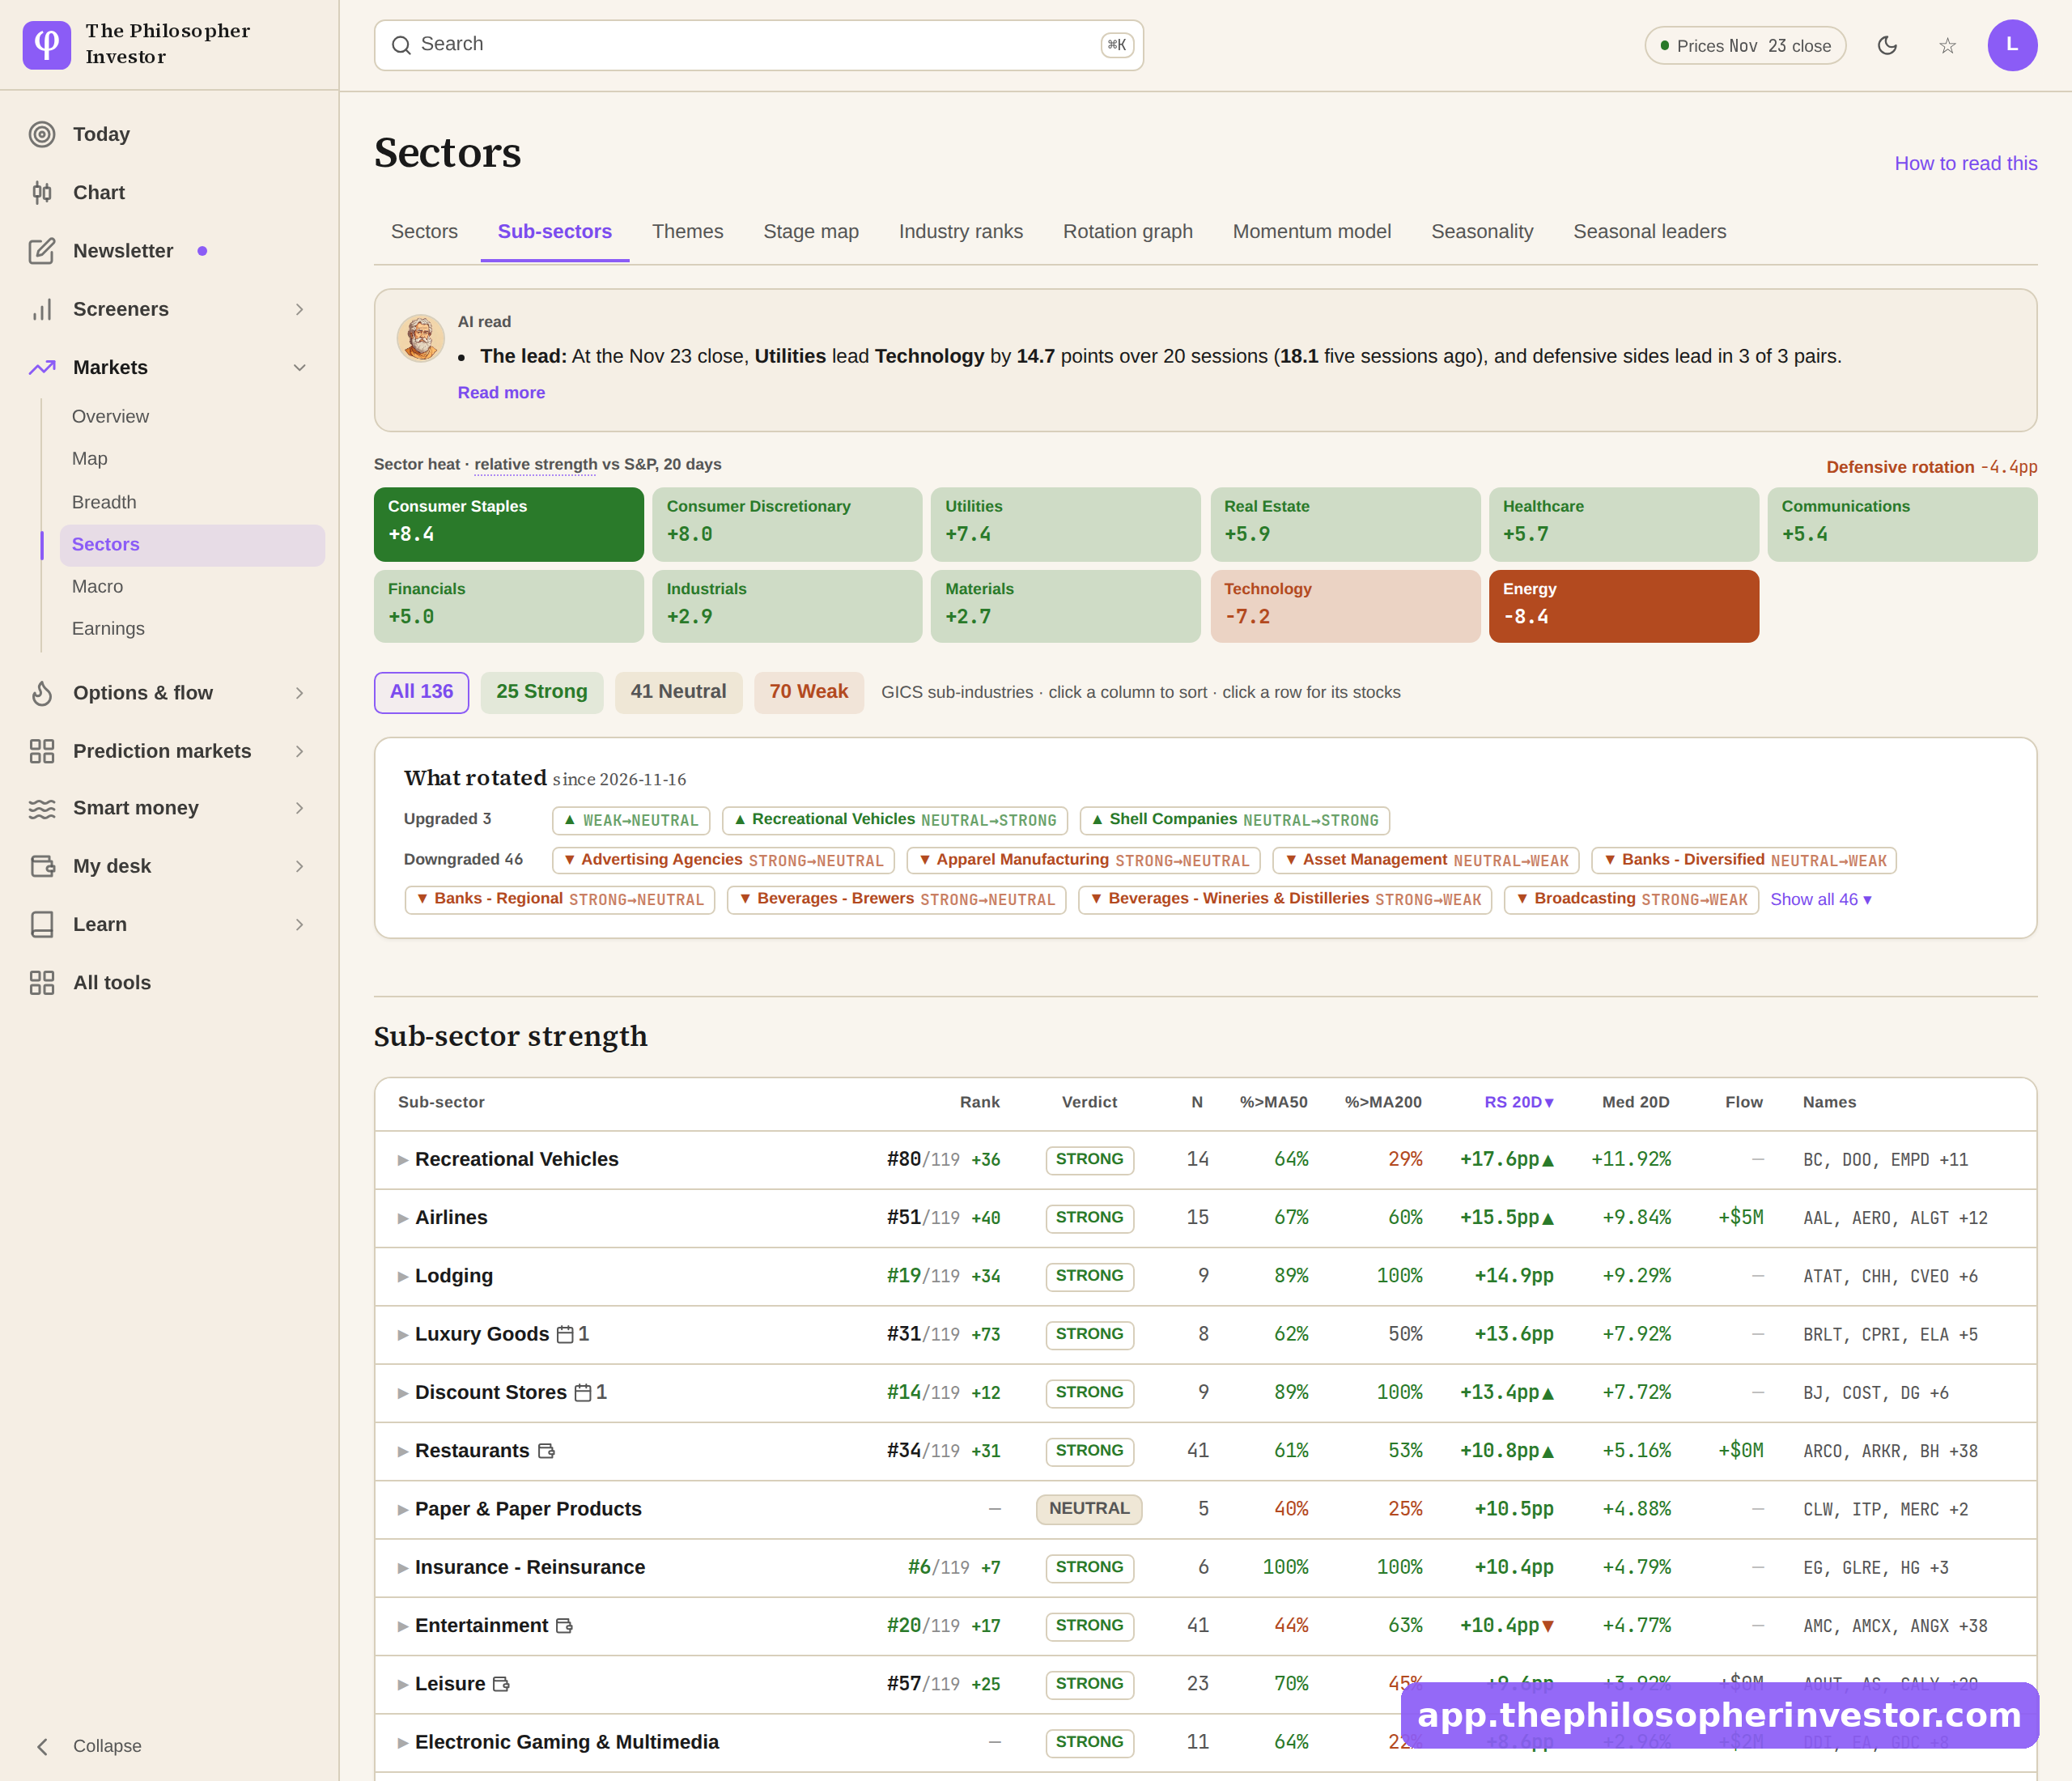 φ The Philosopher
Investor
Search ⌘K
Prices Nov 23 close ☆ L
Today
Chart
Newsletter
Screeners
Markets
Overview
Map
Breadth
Sectors
Macro
Earnings
Options & flow
Prediction markets
Smart money
My desk
Learn
All tools
Collapse
Sectors
How to read this
Sectors Sub-sectors Themes Stage map Industry ranks Rotation graph Momentum model Seasonality Seasonal leaders
AI read
• The lead: At the Nov 23 close, Utilities lead Technology by 14.7 points over 20 sessions (18.1 five sessions ago), and defensive sides lead in 3 of 3 pairs.
Read more
Sector heat · relative strength vs S&P, 20 days Defensive rotation -4.4pp
Consumer Staples Consumer Discretionary Utilities Real Estate Healthcare Communications
+8.4 +8.0 +7.4 +5.9 +5.7 +5.4
Financials Industrials Materials Technology Energy
+5.0 +2.9 +2.7 -7.2 -8.4
All 136 25 Strong 41 Neutral 70 Weak GICS sub-industries · click a column to sort · click a row for its stocks
What rotated since 2026-11-16
Upgraded 3 ▲ WEAK→NEUTRAL ▲ Recreational Vehicles NEUTRAL→STRONG ▲ Shell Companies NEUTRAL→STRONG
Downgraded 46 ▼ Advertising Agencies STRONG→NEUTRAL ▼ Apparel Manufacturing STRONG→NEUTRAL ▼ Asset Management NEUTRAL→WEAK ▼ Banks - Diversified NEUTRAL→WEAK
▼ Banks - Regional STRONG→NEUTRAL ▼ Beverages - Brewers STRONG→NEUTRAL ▼ Beverages - Wineries & Distilleries STRONG→WEAK ▼ Broadcasting STRONG→WEAK Show all 46 ▾
Sub-sector strength
Sub-sector Rank Verdict N %>MA50 %>MA200 RS 20D▼ Med 20D Flow Names
▶ Recreational Vehicles #80/119 +36 STRONG 14 64% 29% +17.6pp▲ +11.92% — BC, DOO, EMPD +11
▶ Airlines #51/119 +40 STRONG 15 67% 60% +15.5pp▲ +9.84% +$5M AAL, AERO, ALGT +12
▶ Lodging #19/119 +34 STRONG 9 89% 100% +14.9pp +9.29% — ATAT, CHH, CVEO +6
▶ Luxury Goods 1 #31/119 +73 STRONG 8 62% 50% +13.6pp +7.92% — BRLT, CPRI, ELA +5
▶ Discount Stores 1 #14/119 +12 STRONG 9 89% 100% +13.4pp▲ +7.72% — BJ, COST, DG +6
▶ Restaurants #34/119 +31 STRONG 41 61% 53% +10.8pp▲ +5.16% +$0M ARCO, ARKR, BH +38
▶ Paper & Paper Products — NEUTRAL 5 40% 25% +10.5pp +4.88% — CLW, ITP, MERC +2
▶ Insurance - Reinsurance #6/119 +7 STRONG 6 100% 100% +10.4pp +4.79% — EG, GLRE, HG +3
▶ Entertainment #20/119 +17 STRONG 41 44% 63% +10.4pp▼ +4.77% — AMC, AMCX, ANGX +38
▶ Leisure #57/119 +25 STRONG 23 70% 45%
▶ Electronic Gaming & Multimedia — STRONG 11 64%
app.thephilosopherinvestor.com